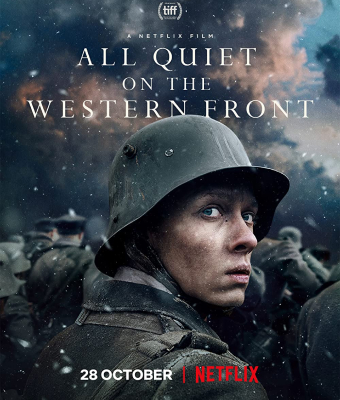 tiff
A NETFLIX FILM
ALL QUIET
ON THE
WESTERN FRONT
28 OCTOBER | NETFLIX